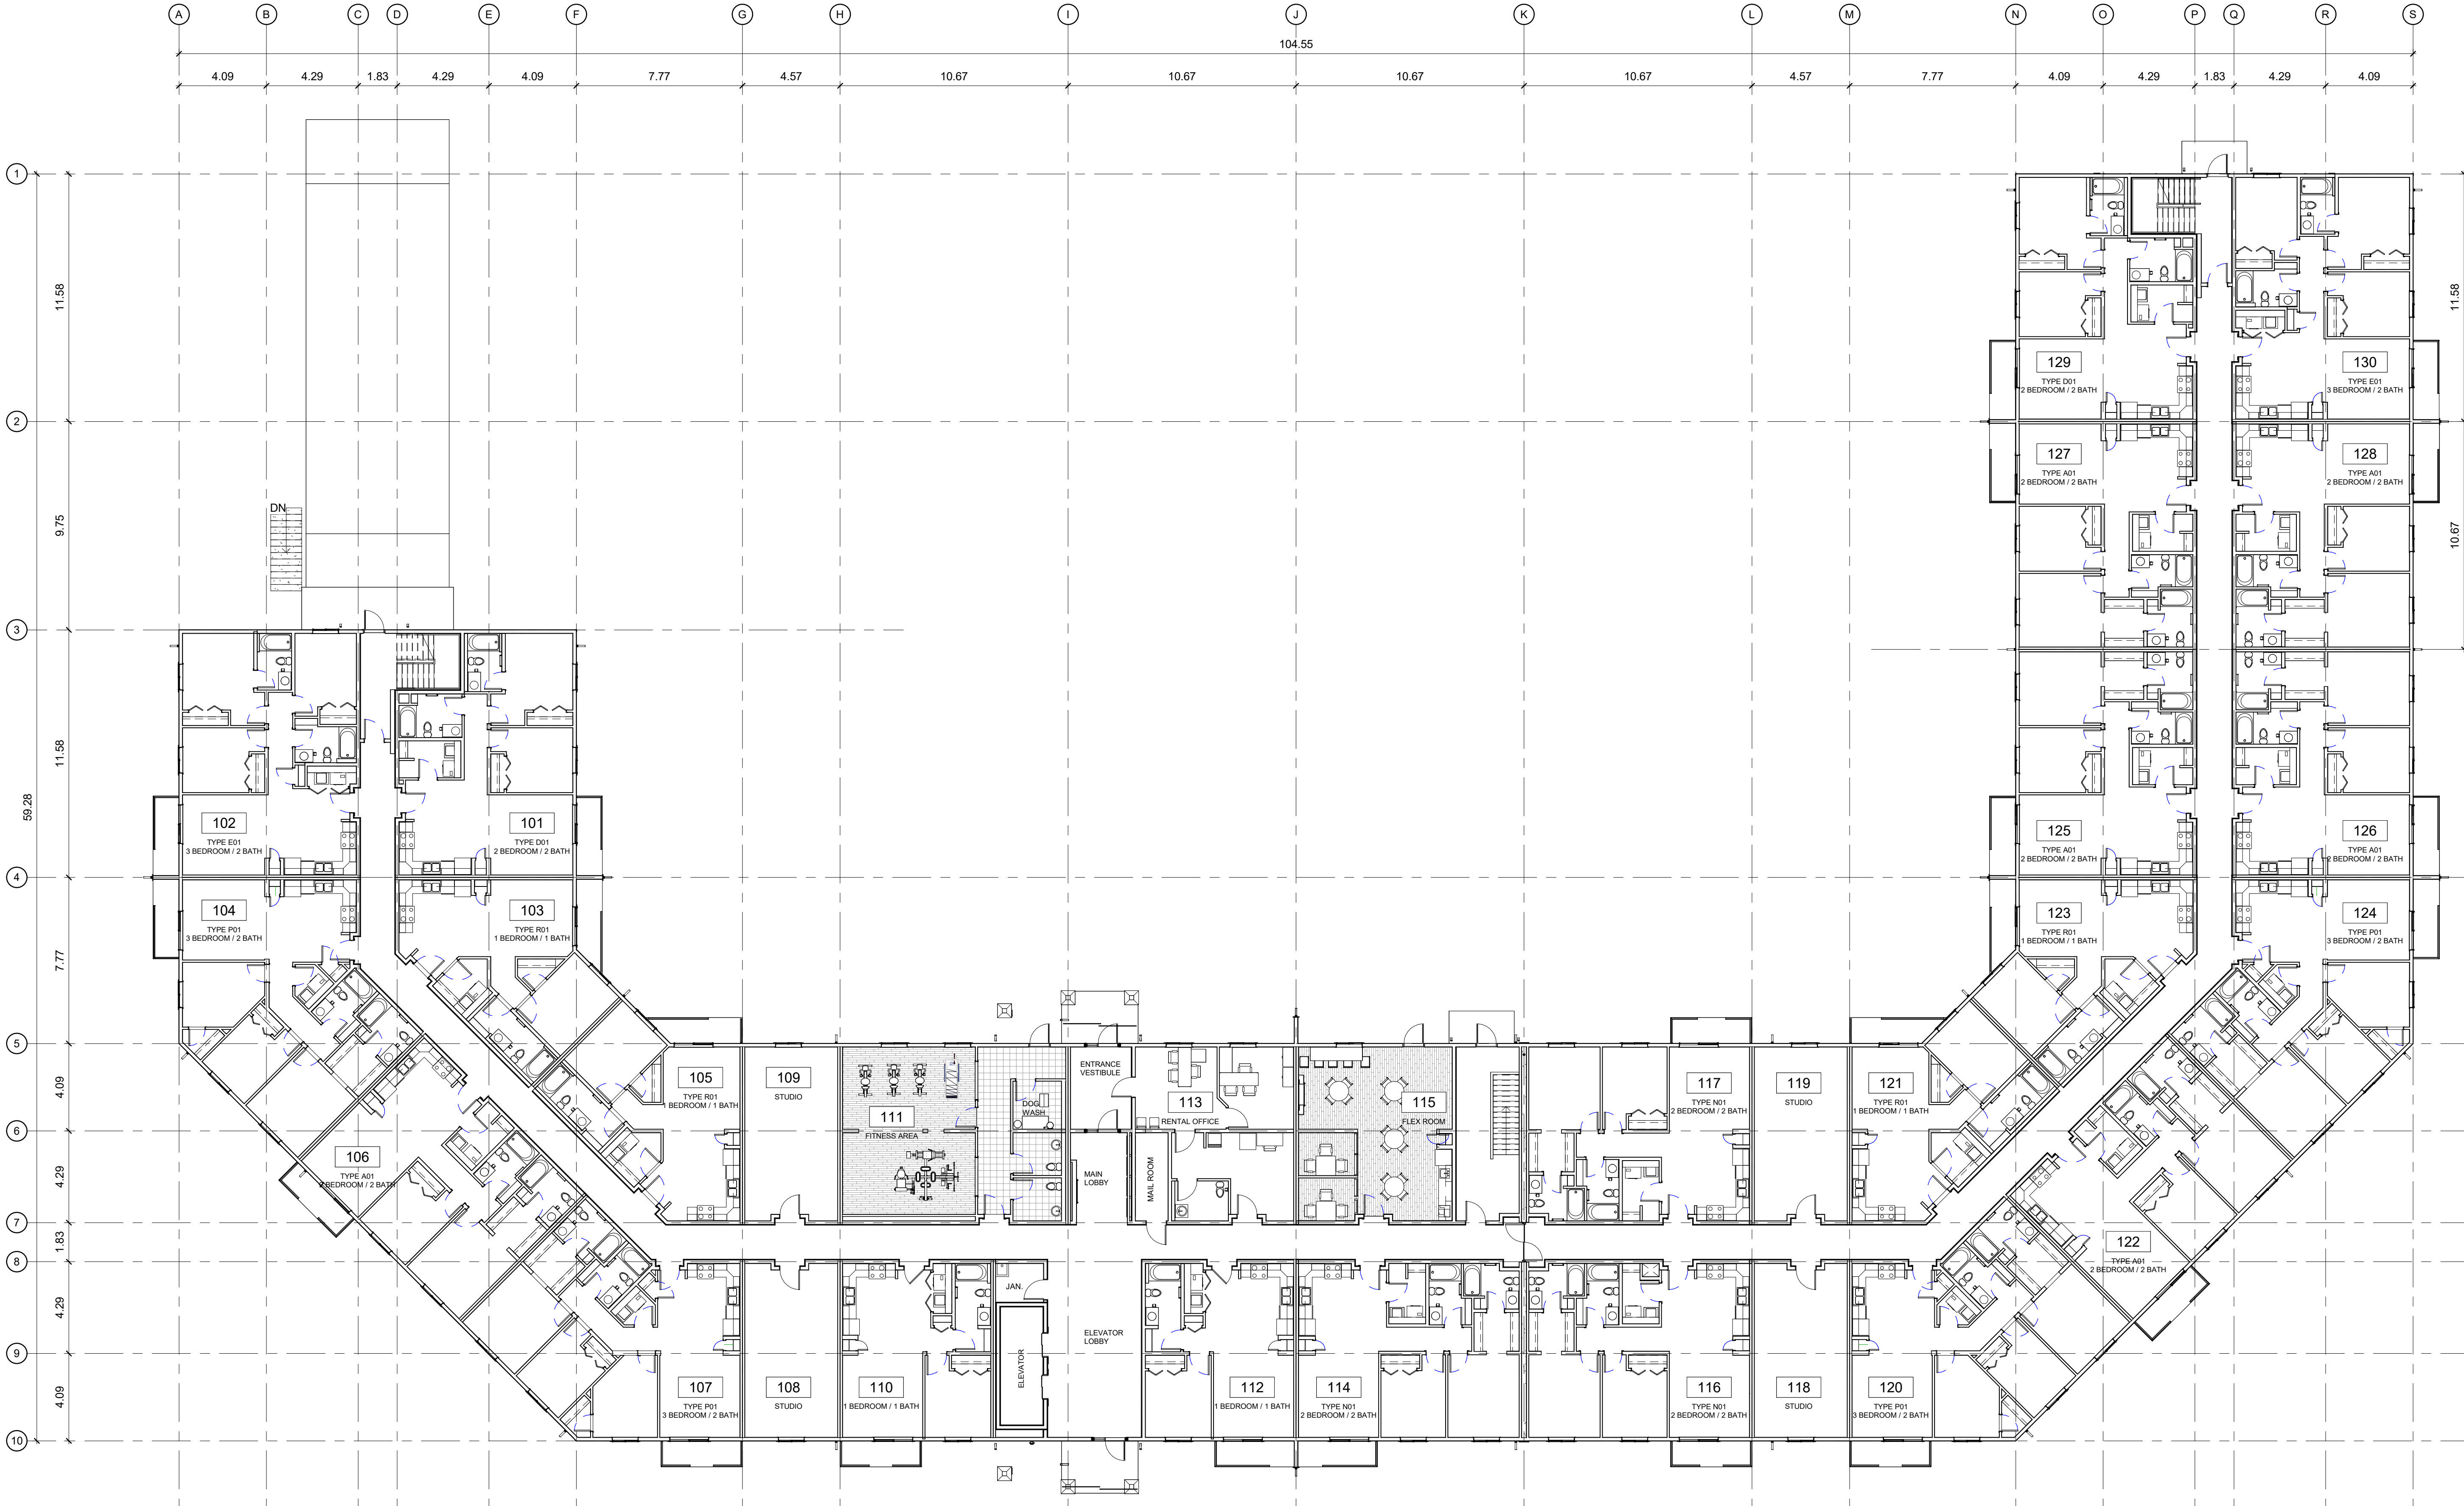 A B C D E F G H I J K L M N O P Q R S
104.55
4.09 4.29 1.83 4.29 4.09 7.77 4.57 10.67 10.67 10.67 10.67 4.57 7.77 4.09 4.29 1.83 4.29 4.09
1
11.58
11.58
129
TYPE D01
2 BEDROOM / 2 BATH
130
TYPE E01
3 BEDROOM / 2 BATH
2
127
TYPE A01
2 BEDROOM / 2 BATH
128
TYPE A01
2 BEDROOM / 2 BATH
DN
9.75
10.67
3
11.58
59.28
102
TYPE E01
3 BEDROOM / 2 BATH
101
TYPE D01
2 BEDROOM / 2 BATH
125
TYPE A01
2 BEDROOM / 2 BATH
126
TYPE A01
2 BEDROOM / 2 BATH
4
104
TYPE P01
3 BEDROOM / 2 BATH
103
TYPE R01
1 BEDROOM / 1 BATH
123
TYPE R01
1 BEDROOM / 1 BATH
124
TYPE P01
3 BEDROOM / 2 BATH
7.77
5
4.09
105
TYPE R01
1 BEDROOM / 1 BATH
109
STUDIO
111
FITNESS AREA
DOG
WASH
ENTRANCE
VESTIBULE
113
RENTAL OFFICE
115
FLEX ROOM
117
TYPE N01
2 BEDROOM / 2 BATH
119
STUDIO
121
TYPE R01
1 BEDROOM / 1 BATH
6
106
TYPE A01
2 BEDROOM / 2 BATH
4.29
MAIN
LOBBY
MAIL ROOM
7
1.83
122
TYPE A01
2 BEDROOM / 2 BATH
8
4.29
JAN.
ELEVATOR
LOBBY
ELEVATOR
9
4.09
107
TYPE P01
3 BEDROOM / 2 BATH
108
STUDIO
110
1 BEDROOM / 1 BATH
112
1 BEDROOM / 1 BATH
114
TYPE N01
2 BEDROOM / 2 BATH
116
TYPE N01
2 BEDROOM / 2 BATH
118
STUDIO
120
TYPE P01
3 BEDROOM / 2 BATH
10